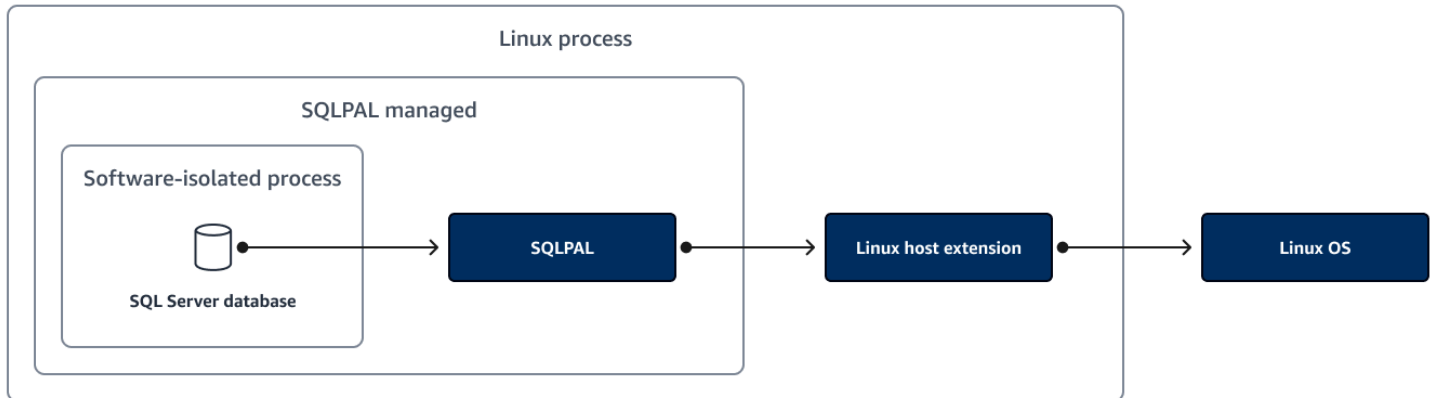 Linux process
SQLPAL managed
Software-isolated process
SQL Server database
SQLPAL
Linux host extension
Linux OS